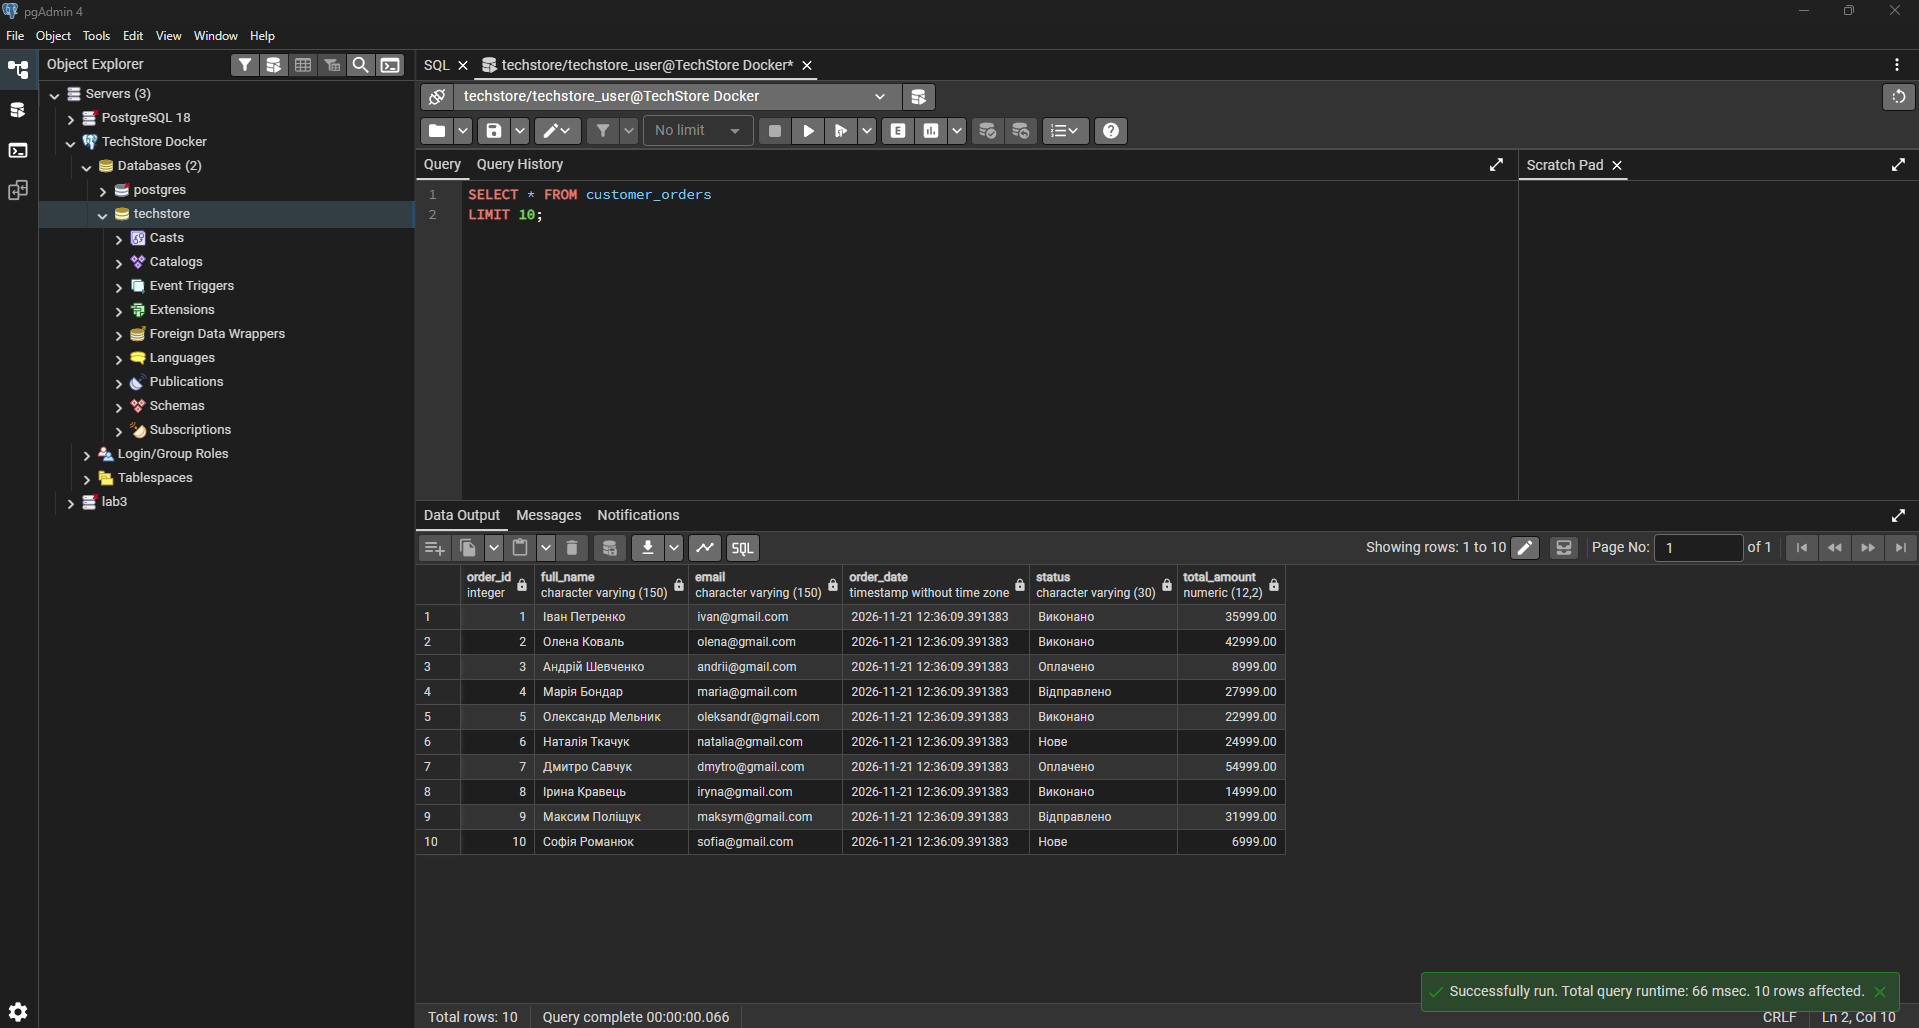 pgAdmin 4
File Object Tools Edit View Window Help
Object Explorer
SQL techstore/techstore_user@TechStore Docker*
Servers (3)
PostgreSQL 18
TechStore Docker
Databases (2)
postgres
techstore
Casts
Catalogs
Event Triggers
Extensions
Foreign Data Wrappers
Languages
Publications
Schemas
Subscriptions
Login/Group Roles
Tablespaces
lab3
techstore/techstore_user@TechStore Docker
No limit E
Query Query History
Scratch Pad
1 SELECT * FROM customer_orders
2 LIMIT 10;
Data Output Messages Notifications
SQL Showing rows: 1 to 10 Page No: 1 of 1
order_id full_name email order_date status total_amount
integer character varying (150) character varying (150) timestamp without time zone character varying (30) numeric (12,2)
1 1 Іван Петренко ivan@gmail.com 2026-11-21 12:36:09.391383 Виконано 35999.00
2 2 Олена Коваль olena@gmail.com 2026-11-21 12:36:09.391383 Виконано 42999.00
3 3 Андрій Шевченко andrii@gmail.com 2026-11-21 12:36:09.391383 Оплачено 8999.00
4 4 Марія Бондар maria@gmail.com 2026-11-21 12:36:09.391383 Відправлено 27999.00
5 5 Олександр Мельник oleksandr@gmail.com 2026-11-21 12:36:09.391383 Виконано 22999.00
6 6 Наталія Ткачук natalia@gmail.com 2026-11-21 12:36:09.391383 Нове 24999.00
7 7 Дмитро Савчук dmytro@gmail.com 2026-11-21 12:36:09.391383 Оплачено 54999.00
8 8 Ірина Кравець iryna@gmail.com 2026-11-21 12:36:09.391383 Виконано 14999.00
9 9 Максим Поліщук maksym@gmail.com 2026-11-21 12:36:09.391383 Відправлено 31999.00
10 10 Софія Романюк sofia@gmail.com 2026-11-21 12:36:09.391383 Нове 6999.00
Successfully run. Total query runtime: 66 msec. 10 rows affected.
Total rows: 10 Query complete 00:00:00.066 CRLF Ln 2, Col 10